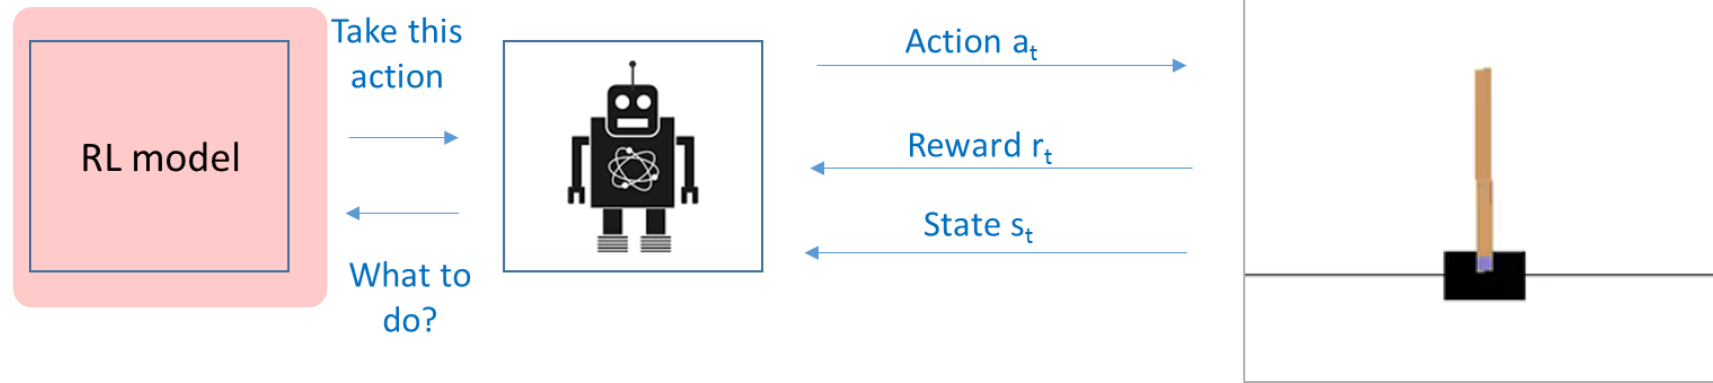 RL model
Take this
action
What to
do?
Action a_t
Reward r_t
State s_t